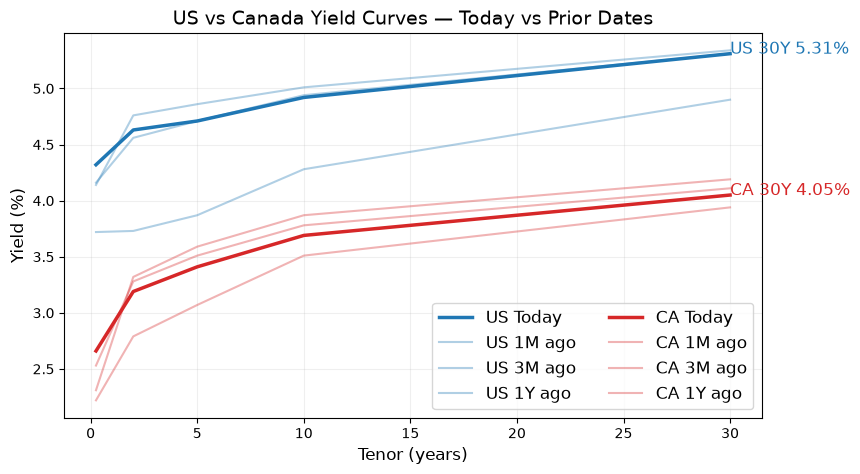 US vs Canada Yield Curves — Today vs Prior Dates
US 30Y 5.31%
CA 30Y 4.05%
Yield (%)
5.0
4.5
4.0
3.5
3.0
2.5
US Today
US 1M ago
US 3M ago
US 1Y ago
CA Today
CA 1M ago
CA 3M ago
CA 1Y ago
0 5 10 15 20 25 30
Tenor (years)